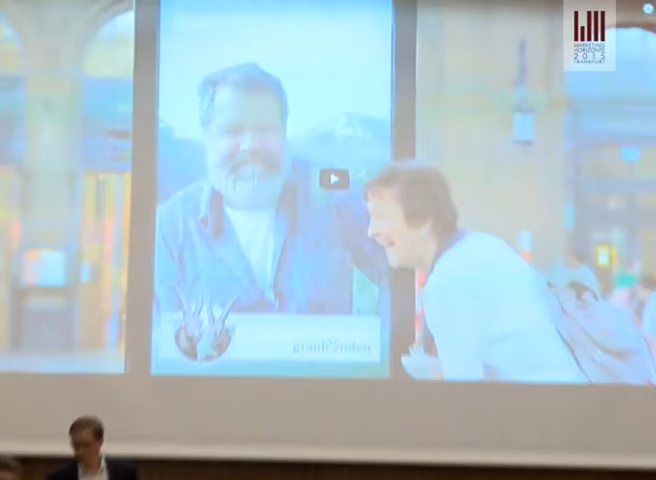 MARKETING
HORIZONTE
2015
FRANKFURT
graubünden